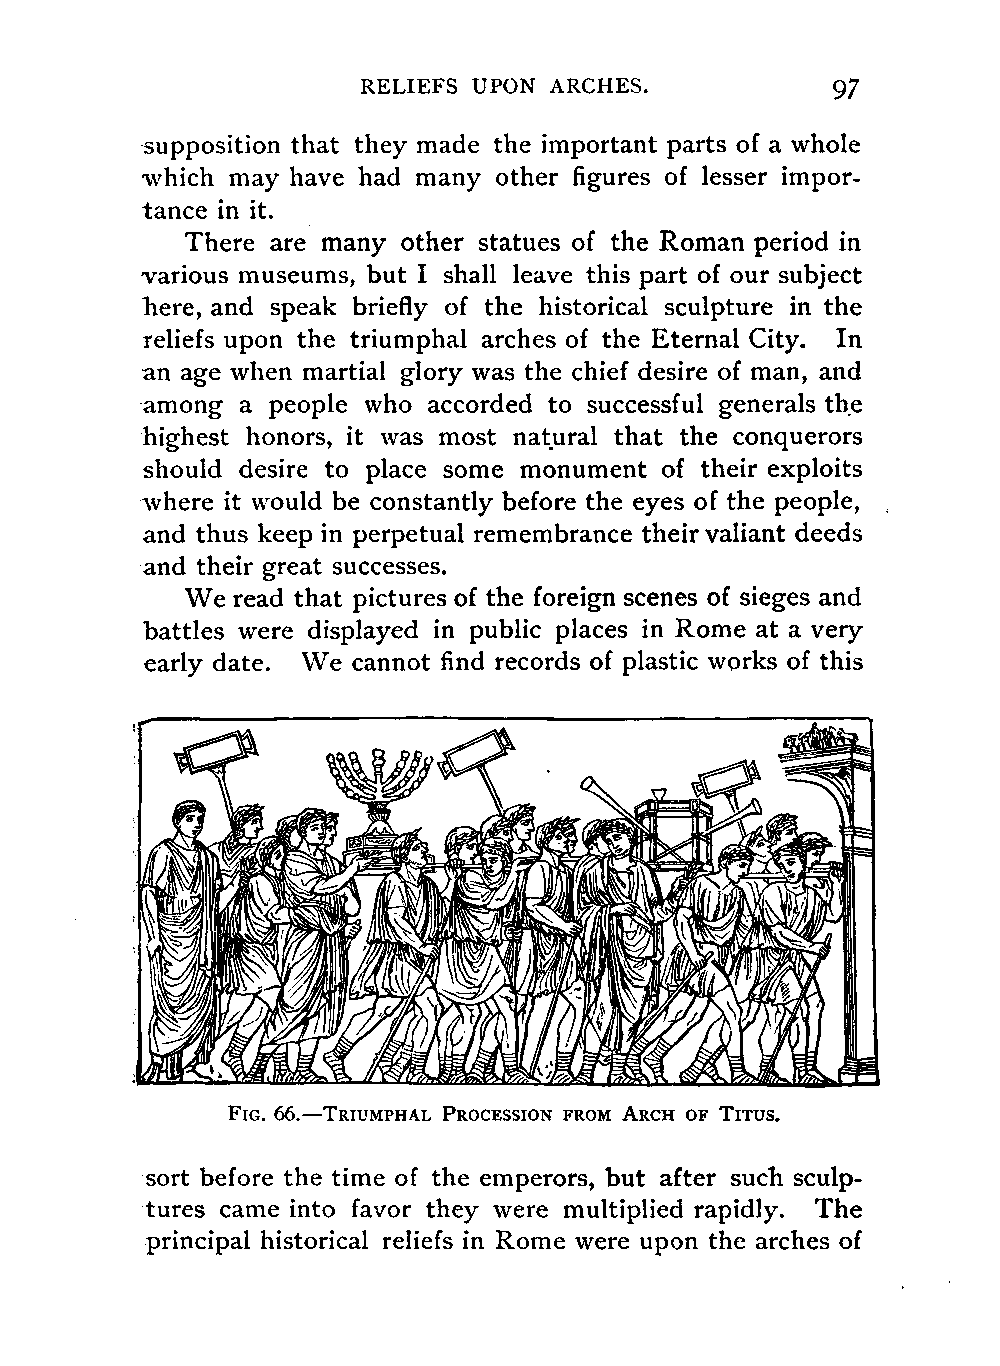 RELIEFS UPON ARCHES. 97
supposition that they made the important parts of a whole
which may have had many other figures of lesser impor-
tance in it.
There are many other statues of the Roman period in
various museums, but I shall leave this part of our subject
here, and speak briefly of the historical sculpture in the
reliefs upon the triumphal arches of the Eternal City. In
an age when martial glory was the chief desire of man, and
among a people who accorded to successful generals the
highest honors, it was most natural that the conquerors
should desire to place some monument of their exploits
where it would be constantly before the eyes of the people,
and thus keep in perpetual remembrance their valiant deeds
and their great successes.
We read that pictures of the foreign scenes of sieges and
battles were displayed in public places in Rome at a very
early date. We cannot find records of plastic works of this
FIG. 66.—TRIUMPHAL PROCESSION FROM ARCH OF TITUS.
sort before the time of the emperors, but after such sculp-
tures came into favor they were multiplied rapidly. The
principal historical reliefs in Rome were upon the arches of